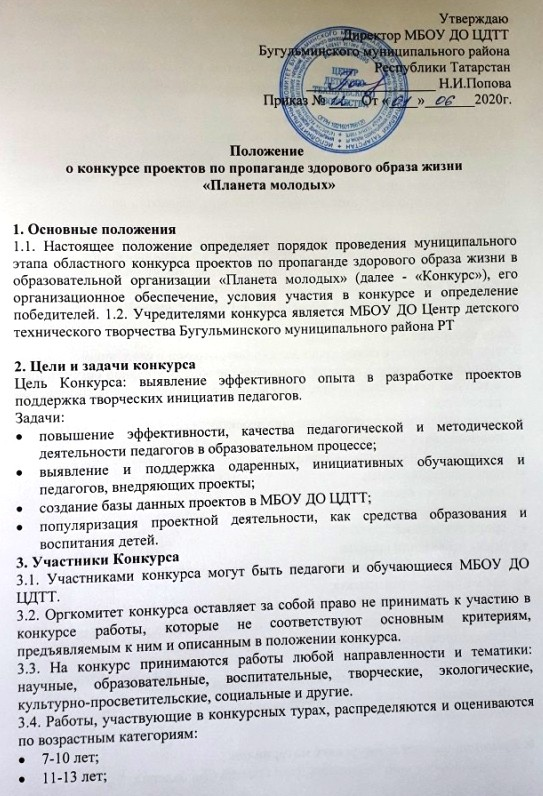 Утверждаю
Директор МБОУ ДО ЦДТТ
Бугульминского муниципального района
Республики Татарстан
Н.И.Попова
Приказ № От « 01 » 06 2020г.
Положение
о конкурсе проектов по пропаганде здорового образа жизни
«Планета молодых»
1. Основные положения
1.1. Настоящее положение определяет порядок проведения муниципального
этапа областного конкурса проектов по пропаганде здорового образа жизни в
образовательной организации «Планета молодых» (далее - «Конкурс»), его
организационное обеспечение, условия участия в конкурсе и определение
победителей. 1.2. Учредителями конкурса является МБОУ ДО Центр детского
технического творчества Бугульминского муниципального района РТ
2. Цели и задачи конкурса
Цель Конкурса: выявление эффективного опыта в разработке проектов
поддержка творческих инициатив педагогов.
Задачи:
• повышение эффективности, качества педагогической и методической
деятельности педагогов в образовательном процессе;
• выявление и поддержка одаренных, инициативных обучающихся и
педагогов, внедряющих проекты;
• создание базы данных проектов в МБОУ ДО ЦДТТ;
• популяризация проектной деятельности, как средства образования и
воспитания детей.
3. Участники Конкурса
3.1. Участниками конкурса могут быть педагоги и обучающиеся МБОУ ДО
ЦДТТ.
3.2. Оргкомитет конкурса оставляет за собой право не принимать к участию в
конкурсе работы, которые не соответствуют основным критериям,
предъявляемым к ним и описанным в положении конкурса.
3.3. На конкурс принимаются работы любой направленности и тематики:
научные, образовательные, воспитательные, творческие, экологические,
культурно-просветительские, социальные и другие.
3.4. Работы, участвующие в конкурсных турах, распределяются и оцениваются
по возрастным категориям:
• 7-10 лет;
• 11-13 лет;